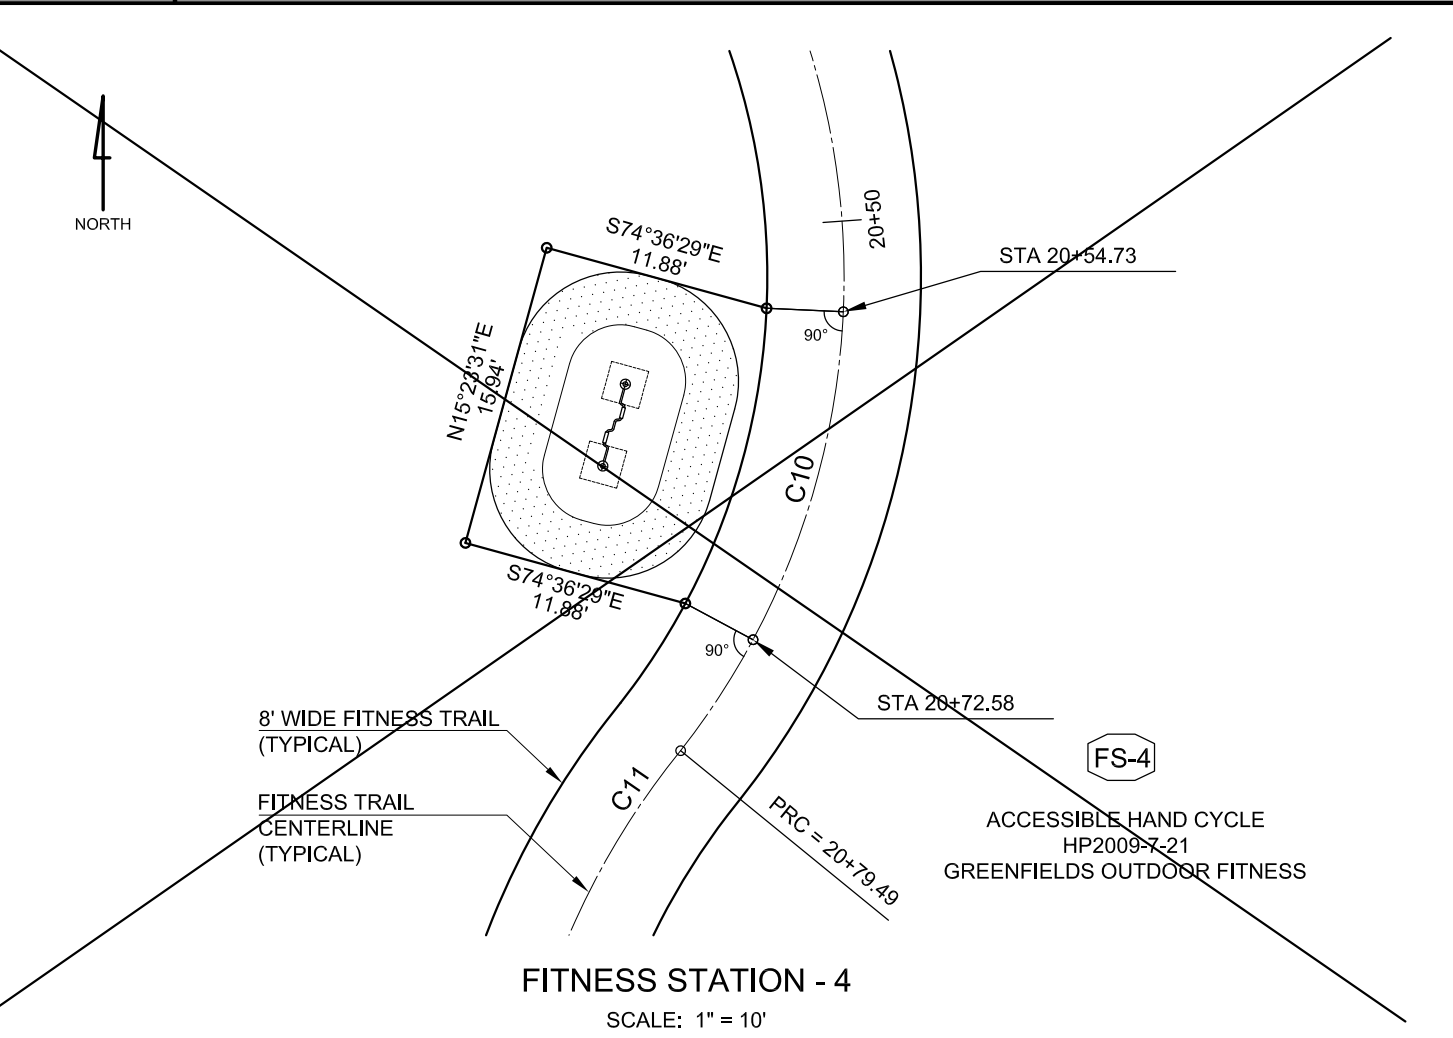 NORTH
S74°36'29"E
11.88'
N15°23'31"E
15.94'
20+50
STA 20+54.73
90°
C10
S74°36'29"E
11.88'
90°
STA 20+72.58
8' WIDE FITNESS TRAIL
(TYPICAL)
FITNESS TRAIL
CENTERLINE
(TYPICAL)
C11
PRC = 20+79.49
FS-4
ACCESSIBLE HAND CYCLE
HP2009-7-21
GREENFIELDS OUTDOOR FITNESS
FITNESS STATION - 4
SCALE: 1" = 10'